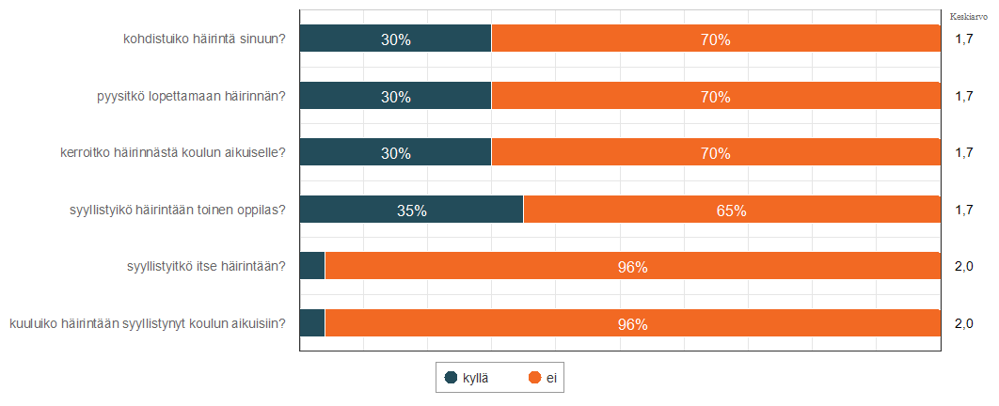 Keskiarvo
kohdistuiko häirintä sinuun? 30% 70% 1,7
pyysitkö lopettamaan häirinnän? 30% 70% 1,7
kerroitko häirinnästä koulun aikuiselle? 30% 70% 1,7
syyllistyikö häirintään toinen oppilas? 35% 65% 1,7
syyllistyitkö itse häirintään? 96% 2,0
kuuluiko häirintään syyllistynyt koulun aikuisiin? 96% 2,0
kyllä ei